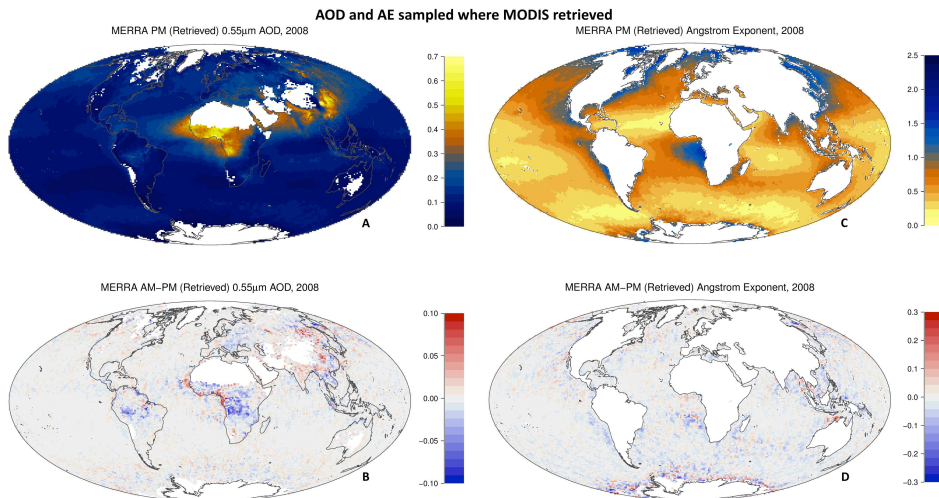 AOD and AE sampled where MODIS retrieved
MERRA PM (Retrieved) 0.55μm AOD, 2008
0.7
0.6
0.5
0.4
0.3
0.2
0.1
0.0
A
MERRA PM (Retrieved) Angstrom Exponent, 2008
2.5
2.0
1.5
1.0
0.5
0.0
C
MERRA AM−PM (Retrieved) 0.55μm AOD, 2008
0.10
0.05
0.00
−0.05
−0.10
B
MERRA AM−PM (Retrieved) Angstrom Exponent, 2008
0.3
0.2
0.1
0.0
−0.1
−0.2
−0.3
D